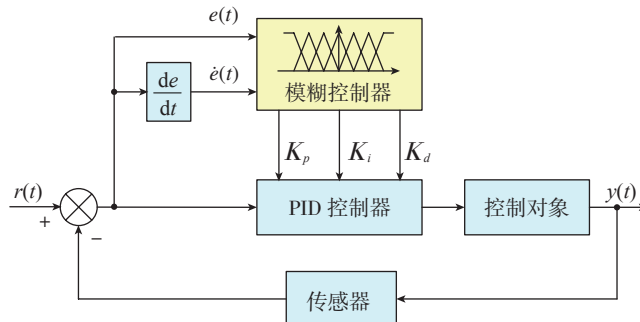 e(t)
de
dt
ė(t)
模糊控制器
K_p
K_i
K_d
r(t)
+
−
PID 控制器
控制对象
y(t)
传感器